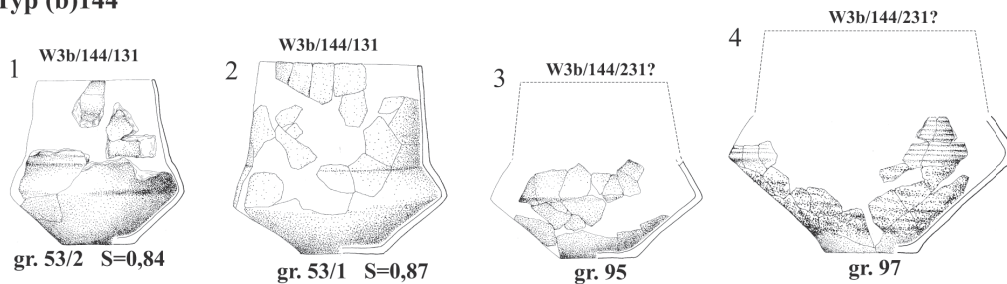 Typ (b)144
1
W3b/144/131
gr. 53/2 S=0,84
2
W3b/144/131
gr. 53/1 S=0,87
3
W3b/144/231?
gr. 95
4
W3b/144/231?
gr. 97